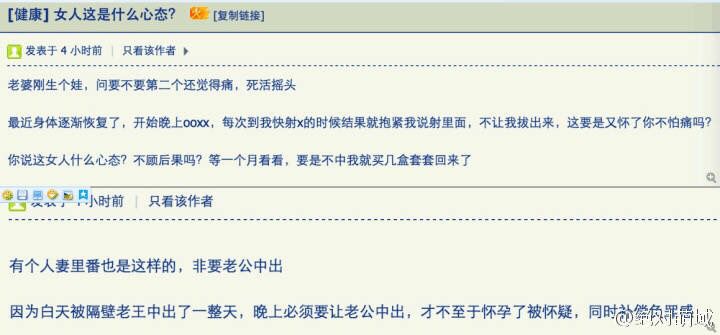 [健康] 女人这是什么心态？ [复制链接]
发表于 4 小时前 | 只看该作者
老婆刚生个娃，问要不要第二个还觉得痛，死活摇头
最近身体逐渐恢复了，开始晚上ooxx，每次到我快射x的时候结果就抱紧我说射里面，不让我拔出来，这要是又怀了你不怕痛吗？
你说这女人什么心态？不顾后果吗？等一个月看看，要是不中我就买几盒套套回来了
发表于 小时前 | 只看该作者
有个人妻里番也是这样的，非要老公中出
因为白天被隔壁老王中出了一整天，晚上必须要让老公中出，才不至于怀孕了被怀疑，同时补偿负罪感